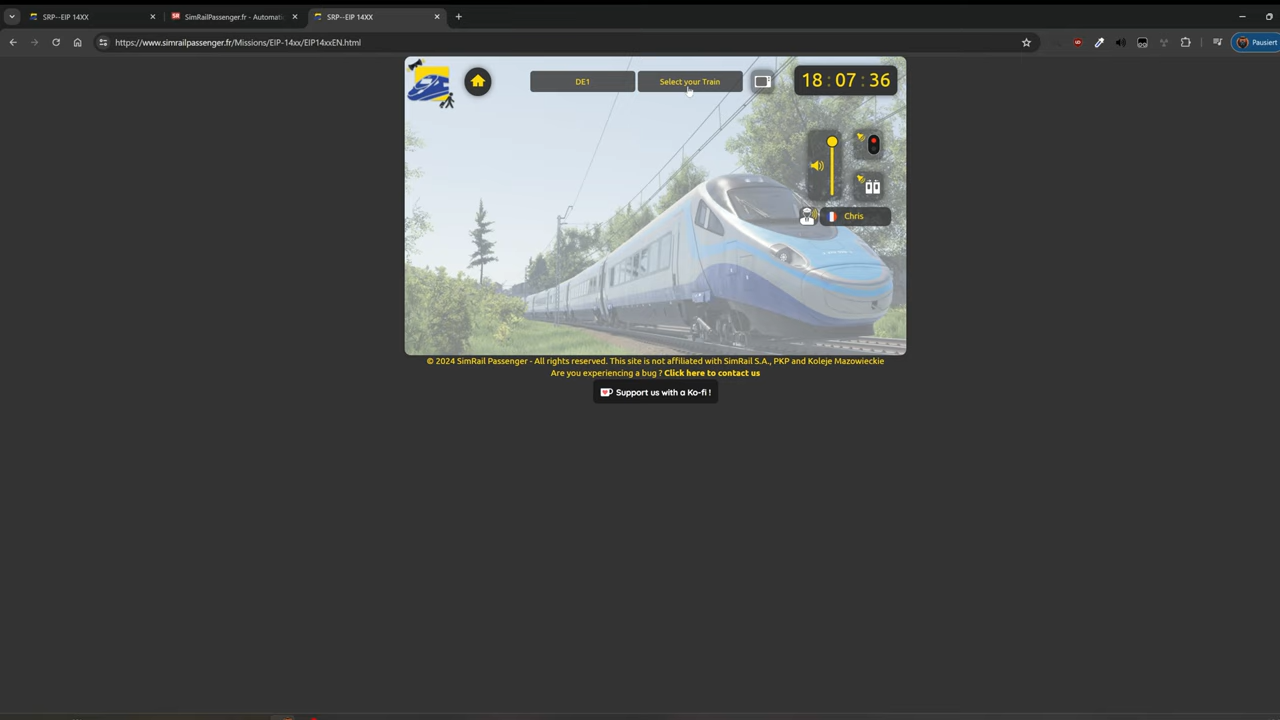 SRP--EIP 14XX
SimRailPassenger.fr - Automati
SRP--EIP 14XX
https://www.simrailpassenger.fr/Missions/EIP-14xx/EIP14xxEN.html
Pausiert
DE1
Select your Train
18:07:36
Chris
© 2024 SimRail Passenger - All rights reserved. This site is not affiliated with SimRail S.A., PKP and Koleje Mazowieckie
Are you experiencing a bug ? Click here to contact us
Support us with a Ko-fi !